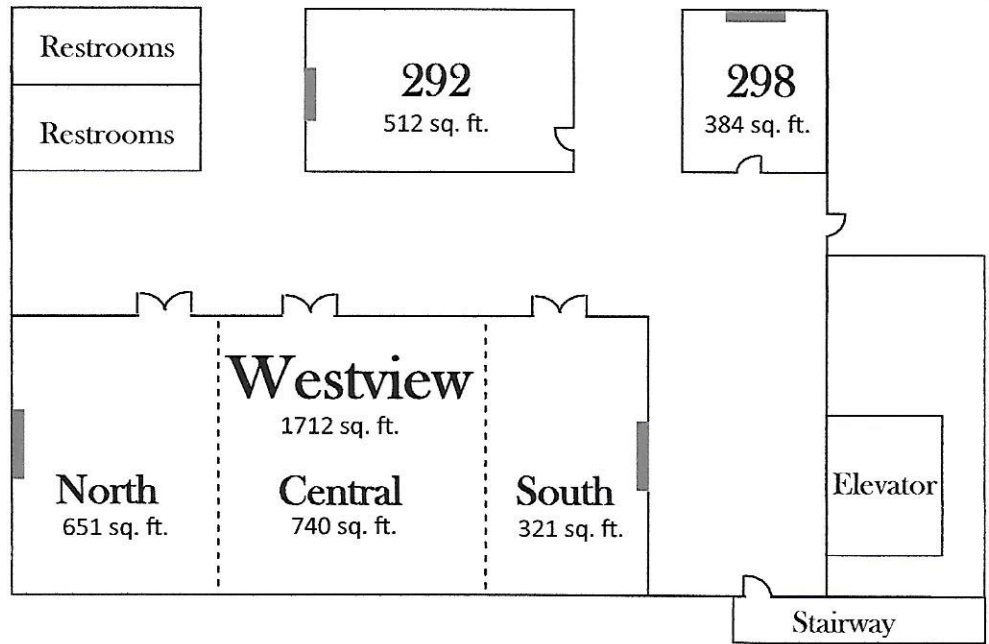 Restrooms
Restrooms
292
512 sq. ft.
298
384 sq. ft.
Westview
1712 sq. ft.
North
651 sq. ft.
Central
740 sq. ft.
South
321 sq. ft.
Elevator
Stairway